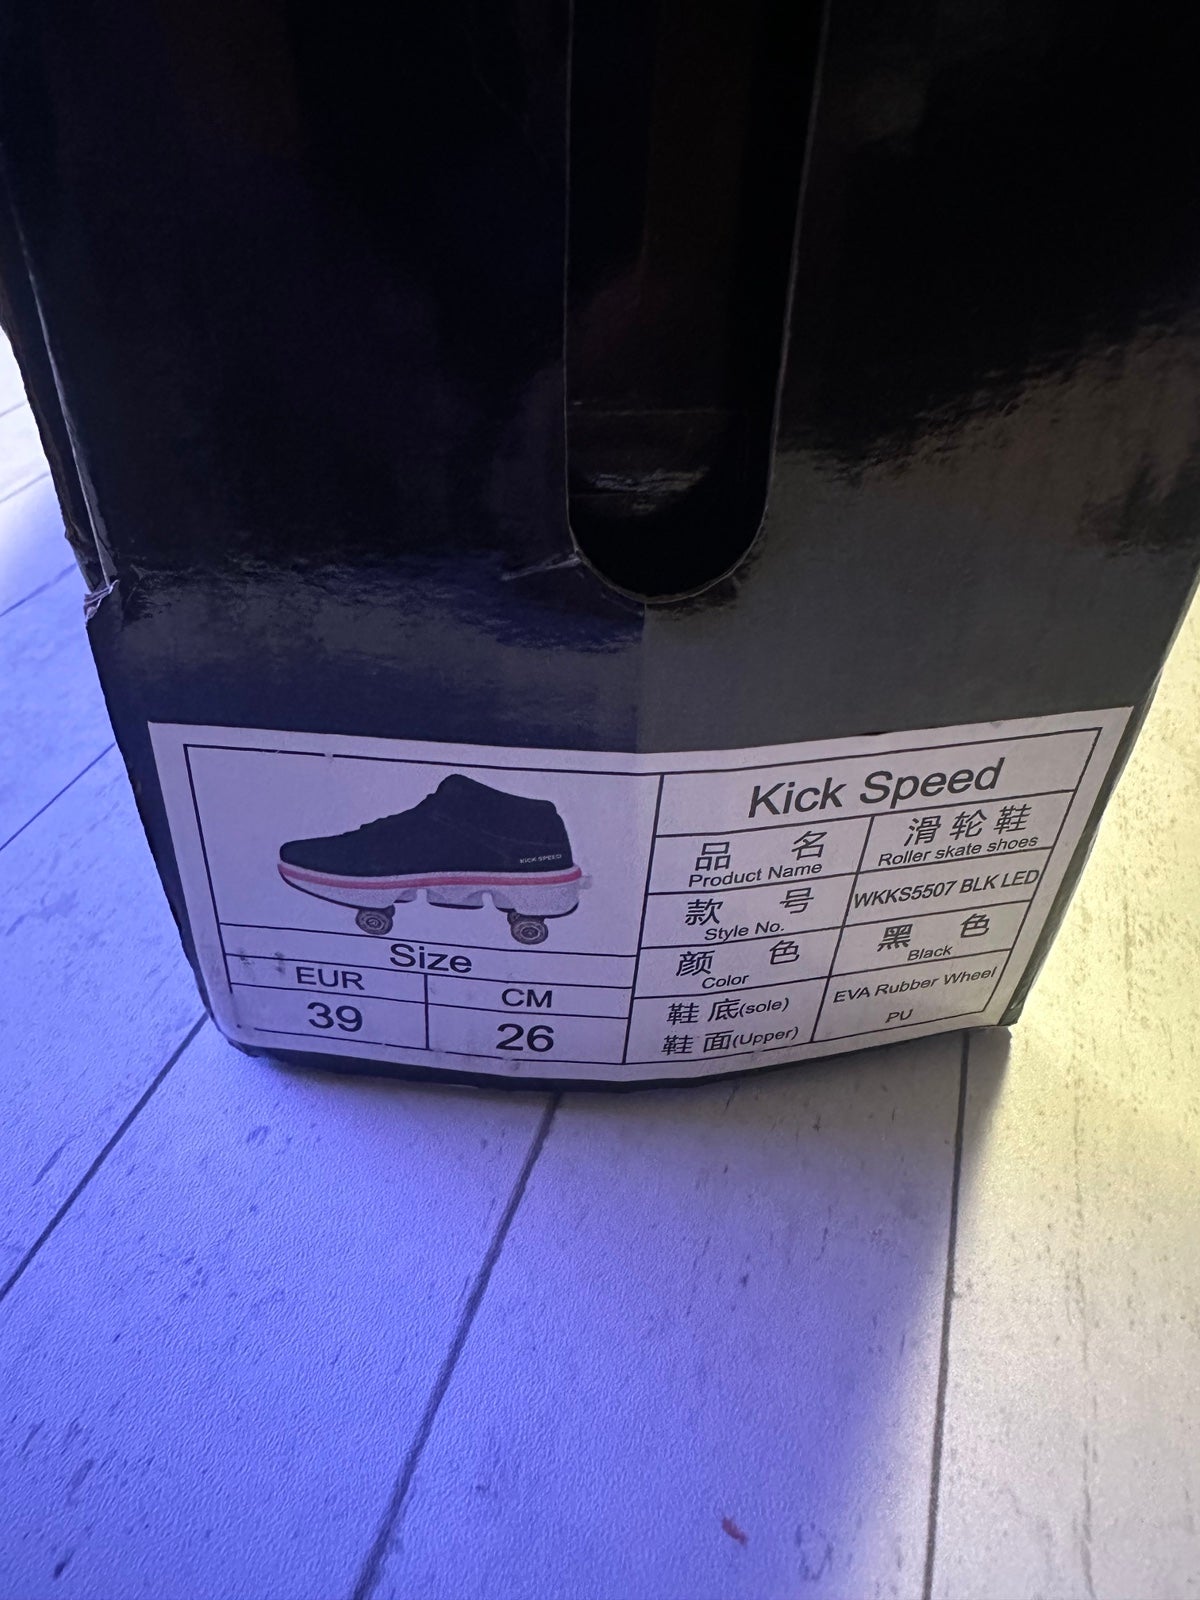 KICK SPEED
Size
EUR
CM
39
26
Kick Speed
品 名
Product Name
滑轮鞋
Roller skate shoes
款 号
Style No.
WKKS5507 BLK LED
颜 色
Color
黑 色
Black
鞋 底(sole)
EVA Rubber Wheel
鞋 面(Upper)
PU